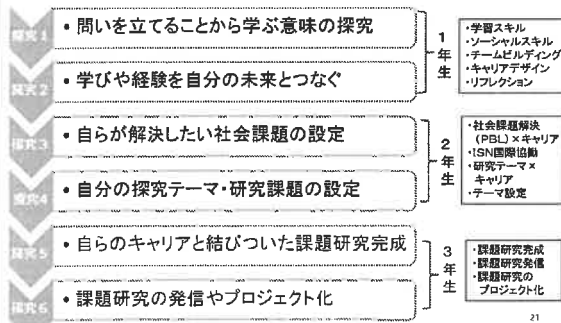 探究1
・問いを立てることから学ぶ意味の探究
探究2
・学びや経験を自分の未来とつなぐ
1年生
・学習スキル
・ソーシャルスキル
・チームビルディング
・キャリアデザイン
・リフレクション
探究3
・自らが解決したい社会課題の設定
探究4
・自分の探究テーマ・研究課題の設定
2年生
・社会課題解決
(PBL)×キャリア
・ISN国際協働
・研究テーマ×
キャリア
・テーマ設定
探究5
・自らのキャリアと結びついた課題研究完成
探究6
・課題研究の発信やプロジェクト化
3年生
・課題研究完成
・課題研究発信
・課題研究の
プロジェクト化
21